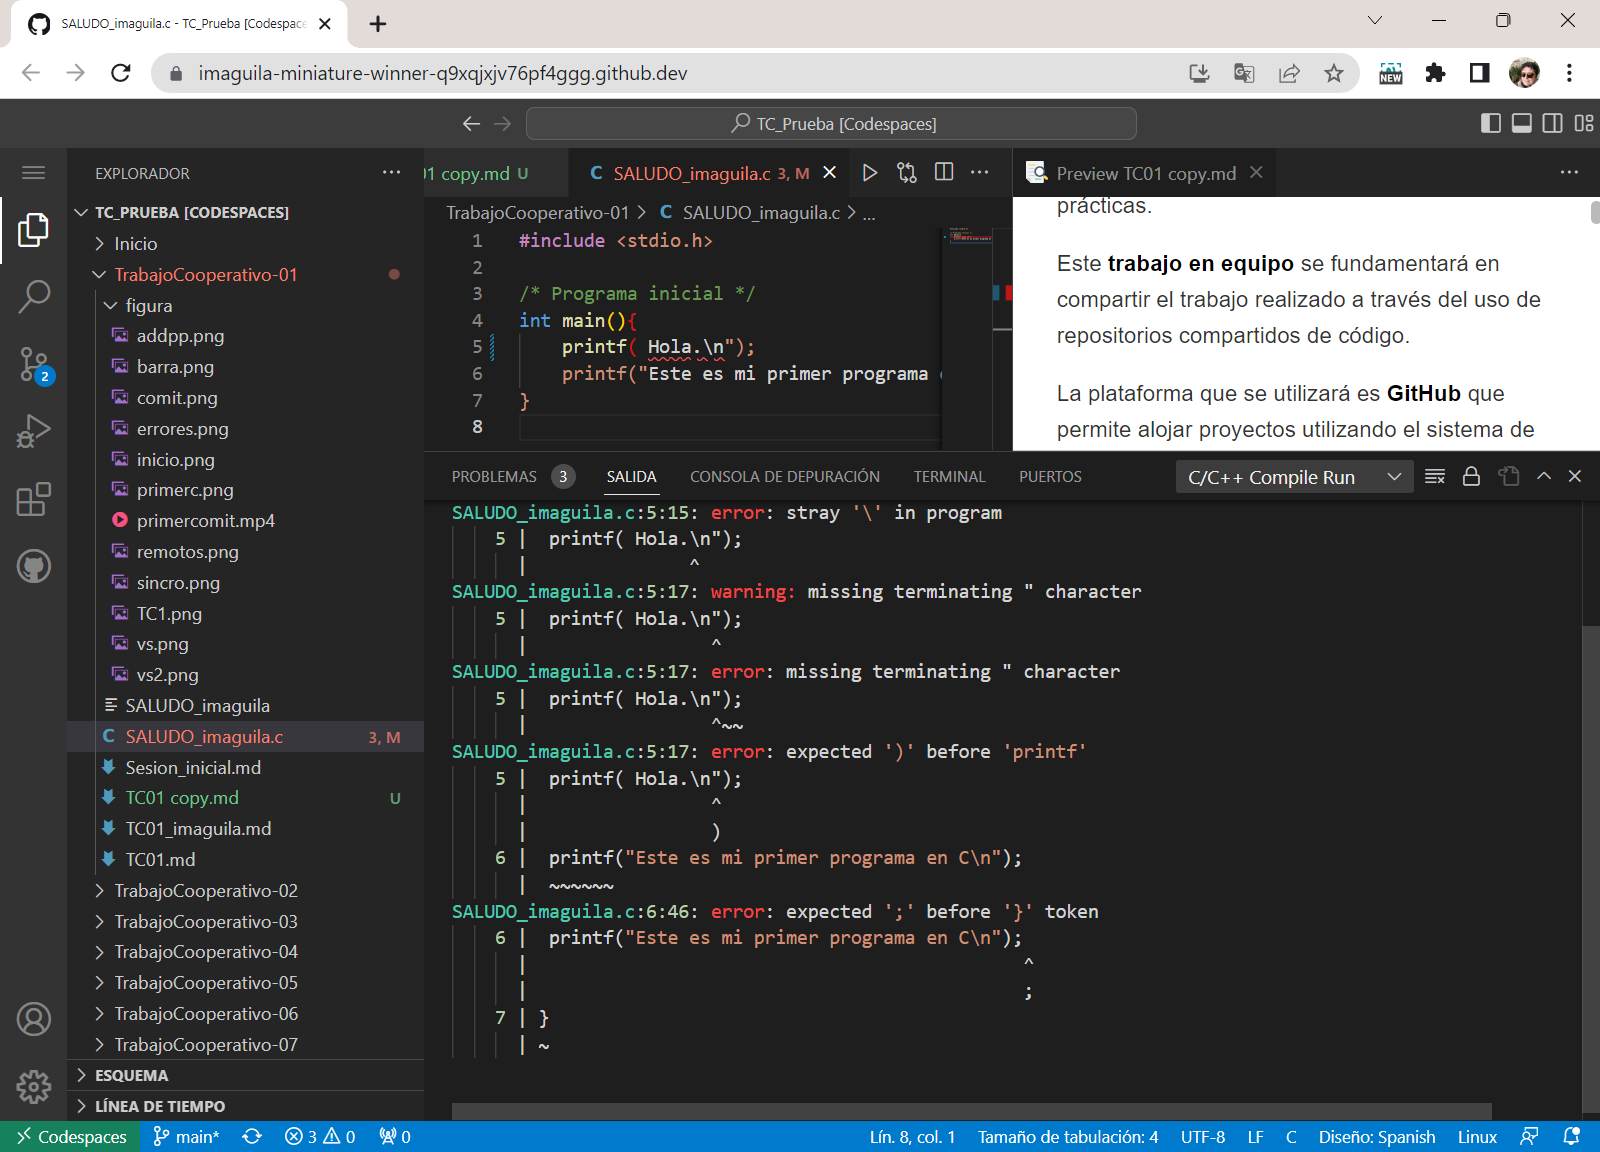 SALUDO_imaguila.c - TC_Prueba [Codespace
imaguila-miniature-winner-q9xqjxjv76pf4ggg.github.dev
NEW
TC_Prueba [Codespaces]
EXPLORADOR
TC_PRUEBA [CODESPACES]
Inicio
TrabajoCooperativo-01
figura
addpp.png
barra.png
comit.png
errores.png
inicio.png
primerc.png
primercomit.mp4
remotos.png
sincro.png
TC1.png
vs.png
vs2.png
SALUDO_imaguila
C SALUDO_imaguila.c 3, M
Sesion_inicial.md
TC01 copy.md U
TC01_imaguila.md
TC01.md
TrabajoCooperativo-02
TrabajoCooperativo-03
TrabajoCooperativo-04
TrabajoCooperativo-05
TrabajoCooperativo-06
TrabajoCooperativo-07
ESQUEMA
LÍNEA DE TIEMPO
2
01 copy.md U
C SALUDO_imaguila.c 3, M
TrabajoCooperativo-01 > C SALUDO_imaguila.c > ...
1 #include <stdio.h>
2
3 /* Programa inicial */
4 int main(){
5 printf( Hola.\n");
6 printf("Este es mi primer programa
7 }
8
Preview TC01 copy.md
prácticas.
Este trabajo en equipo se fundamentará en
compartir el trabajo realizado a través del uso de
repositorios compartidos de código.
La plataforma que se utilizará es GitHub que
permite alojar proyectos utilizando el sistema de
PROBLEMAS 3 SALIDA CONSOLA DE DEPURACIÓN TERMINAL PUERTOS C/C++ Compile Run
SALUDO_imaguila.c:5:15: error: stray '\' in program
5 | printf( Hola.\n");
| ^
SALUDO_imaguila.c:5:17: warning: missing terminating " character
5 | printf( Hola.\n");
| ^
SALUDO_imaguila.c:5:17: error: missing terminating " character
5 | printf( Hola.\n");
| ^~~
SALUDO_imaguila.c:5:17: error: expected ')' before 'printf'
5 | printf( Hola.\n");
| ^
| )
6 | printf("Este es mi primer programa en C\n");
| ~~~~~~
SALUDO_imaguila.c:6:46: error: expected ';' before '}' token
6 | printf("Este es mi primer programa en C\n");
| ^
| ;
7 | }
| ~
Codespaces main* 3 0 0 Lín. 8, col. 1 Tamaño de tabulación: 4 UTF-8 LF C Diseño: Spanish Linux